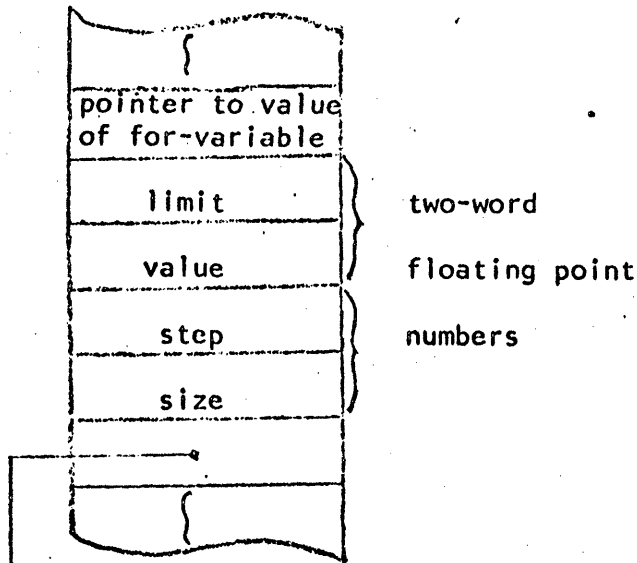 pointer to value
of for-variable
limit two-word
value floating point
step numbers
size